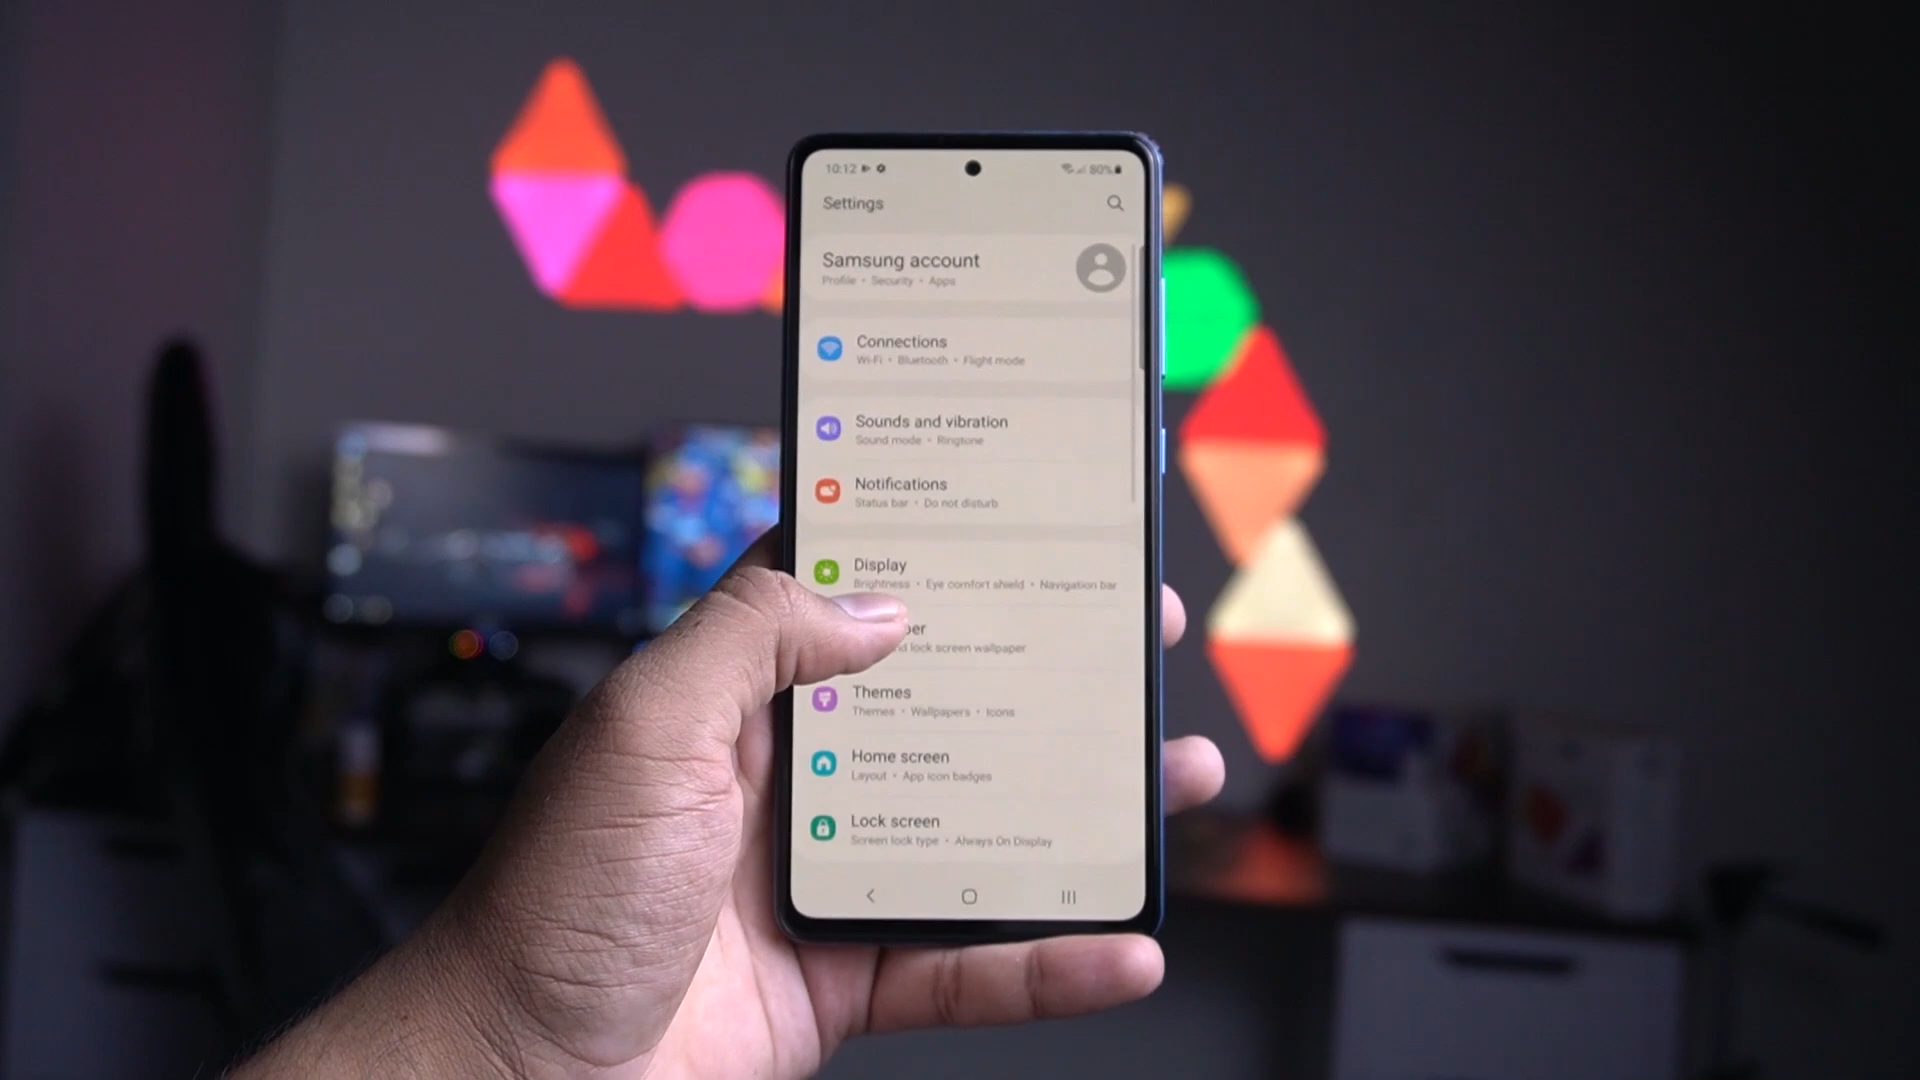 10:12 80%
Settings
Samsung account
Profile • Security • Apps
Connections
Wi-Fi • Bluetooth • Flight mode
Sounds and vibration
Sound mode • Ringtone
Notifications
Status bar • Do not disturb
Display
Brightness • Eye comfort shield • Navigation bar
lock screen wallpaper
Themes
Themes • Wallpapers • Icons
Home screen
Layout • App icon badges
Lock screen
Screen lock type • Always On Display